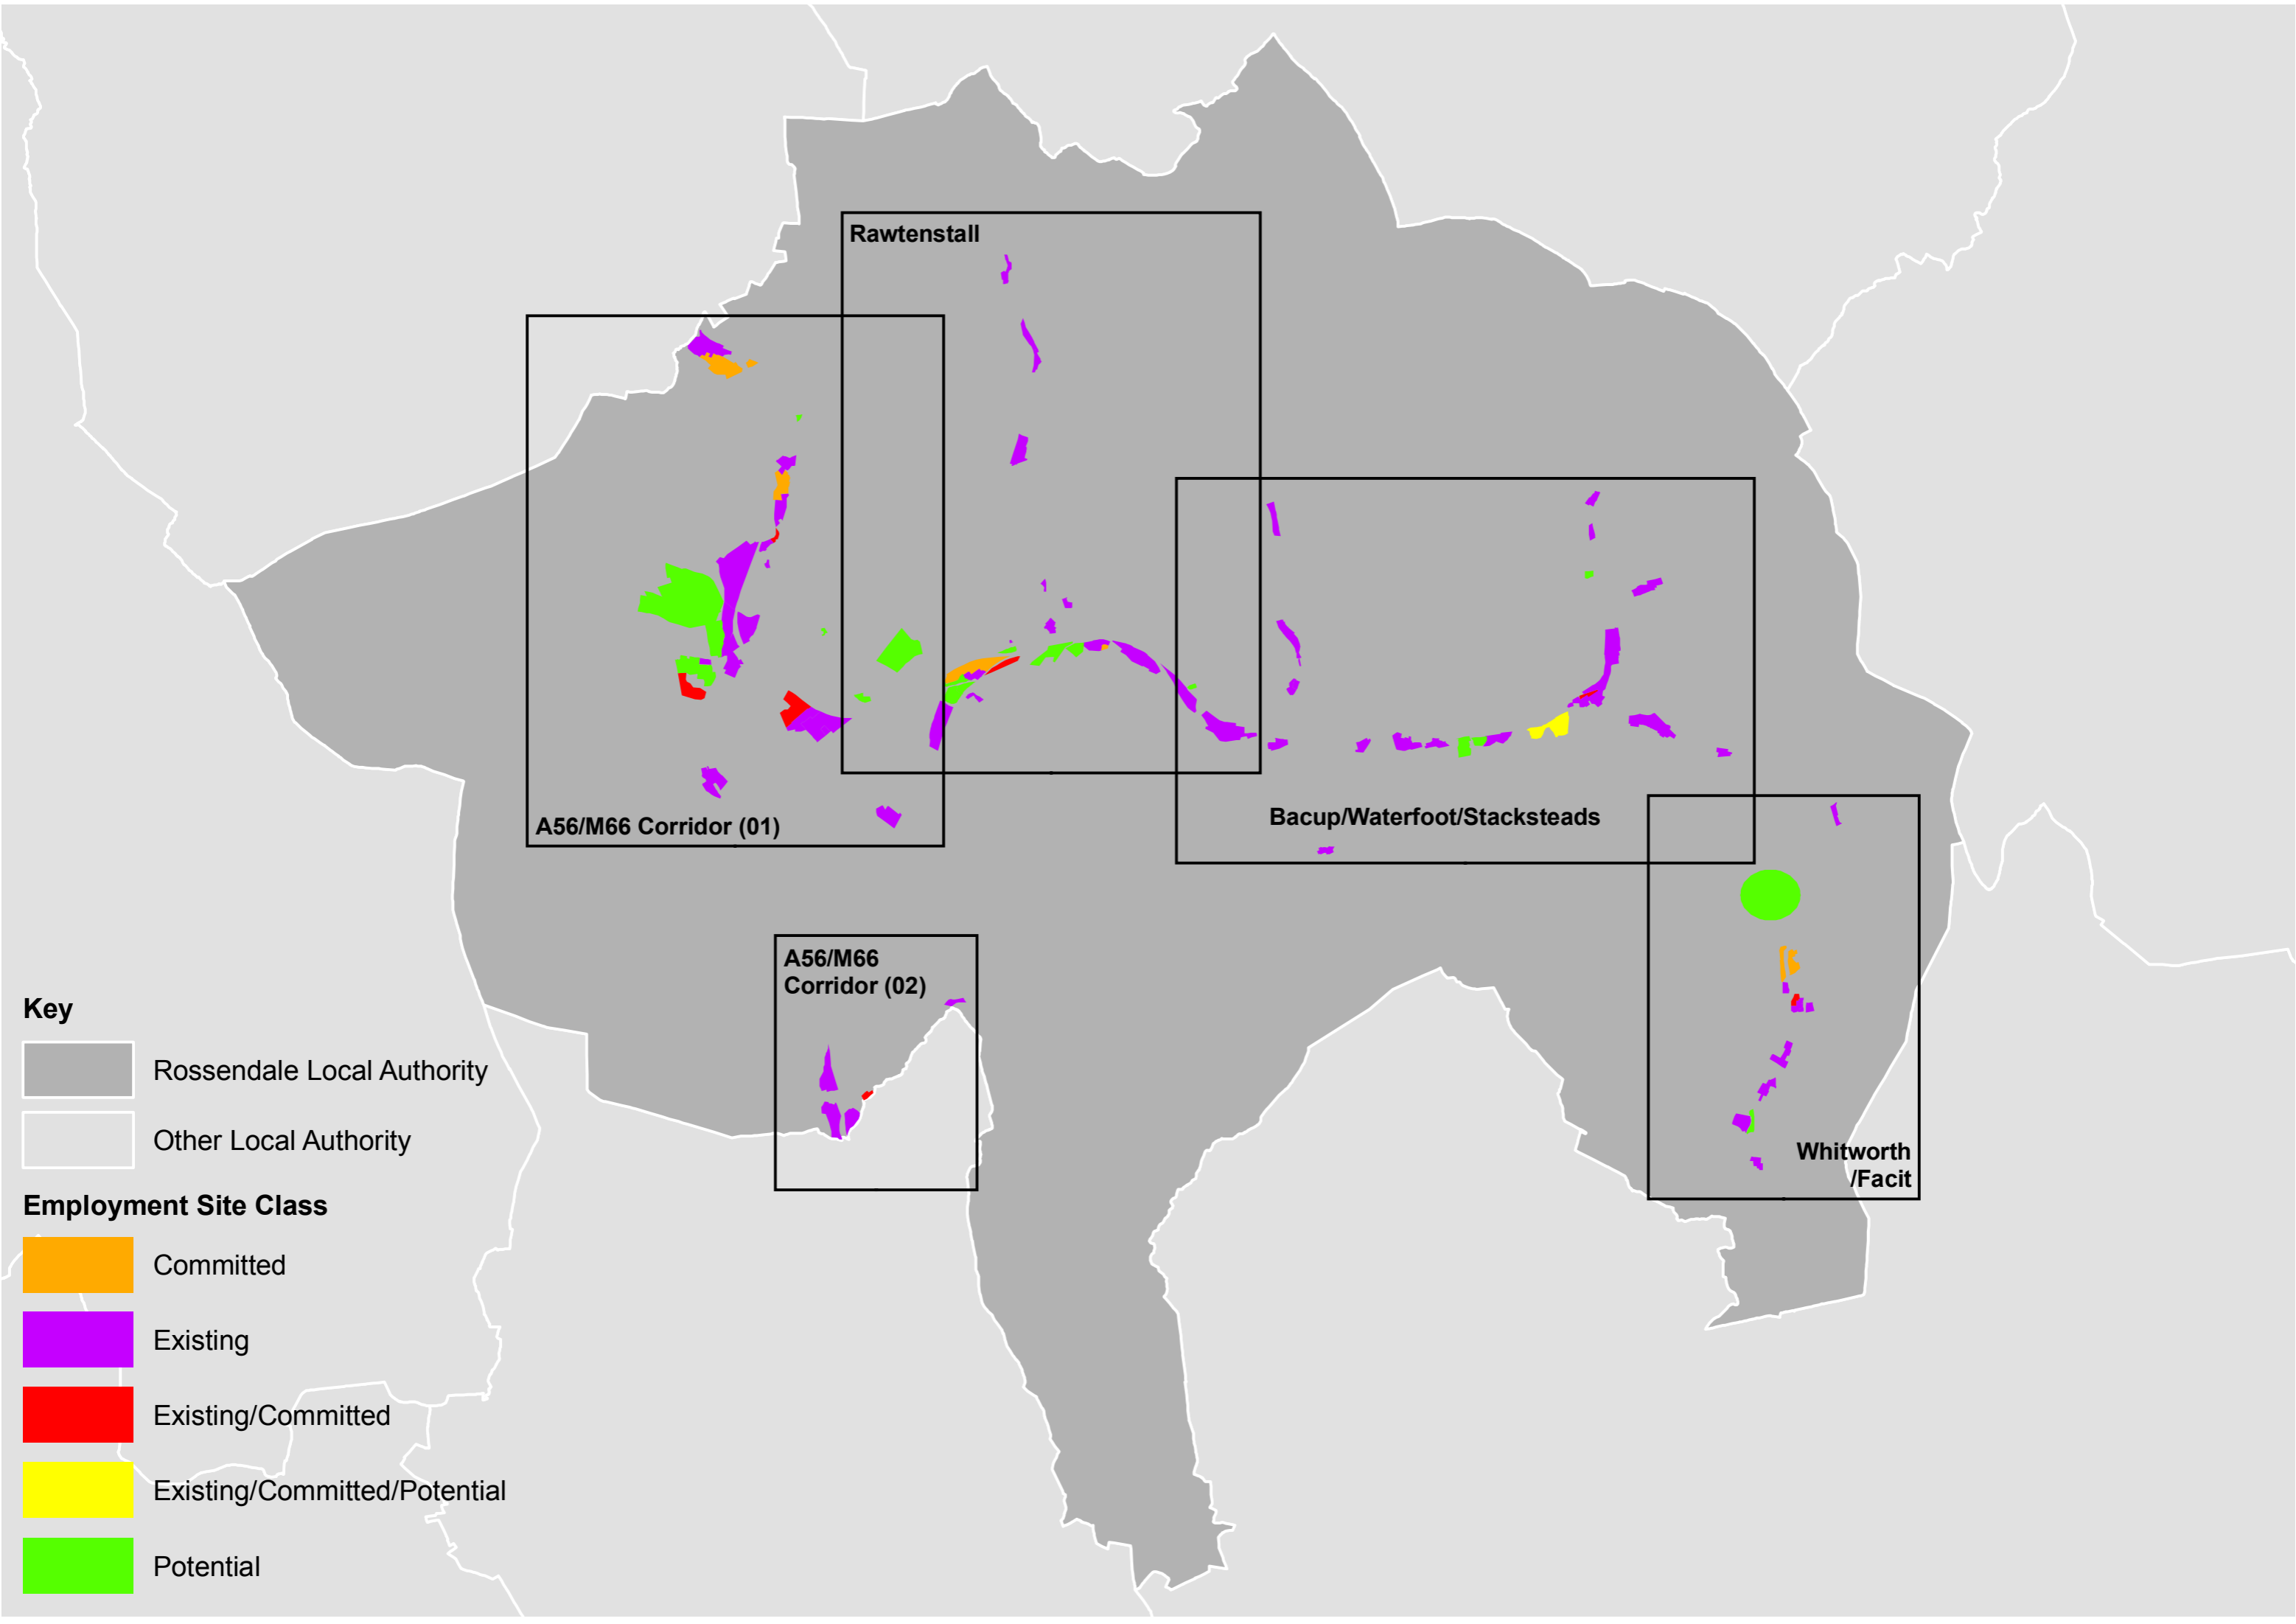 Rawtenstall
A56/M66 Corridor (01)
Bacup/Waterfoot/Stacksteads
A56/M66
Corridor (02)
Whitworth
/Facit
Key
Rossendale Local Authority
Other Local Authority
Employment Site Class
Committed
Existing
Existing/Committed
Existing/Committed/Potential
Potential